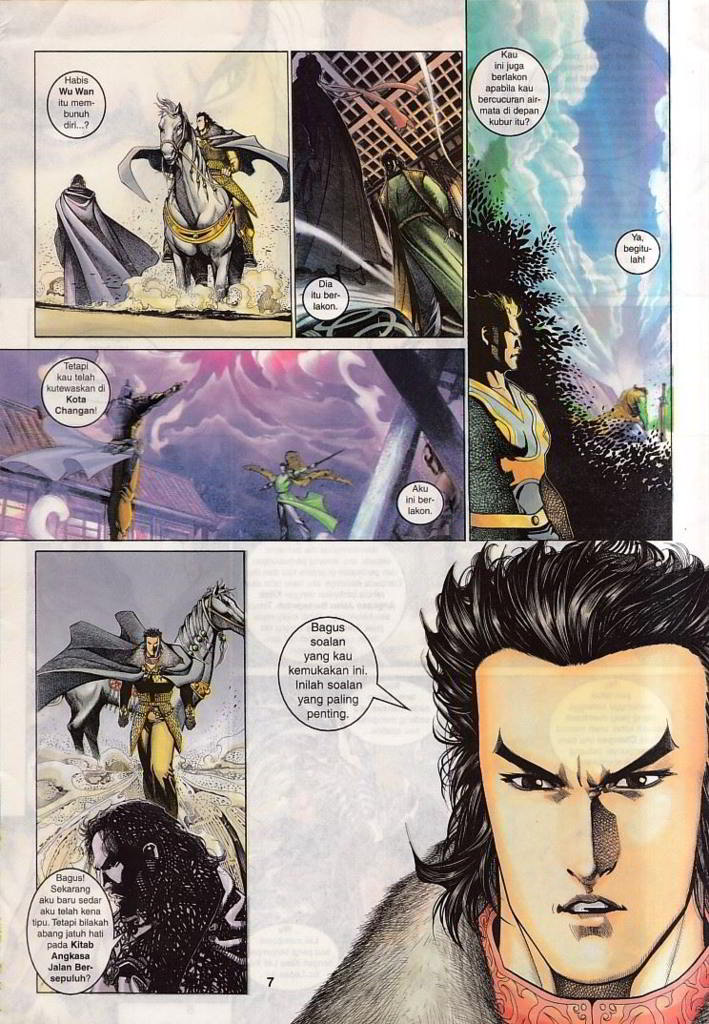 Habis
Wu Wan
itu mem-
bunuh
diri...?
Dia
itu ber-
lakon.
Kau
ini juga
berlakon
apabila kau
bercucuran air-
mata di depan
kubur itu?
Ya,
begitu-
lah!
Tetapi
kau telah
kutewaskan di
Kota
Changan!
Aku
ini ber-
lakon.
Bagus!
Sekarang
aku baru sedar
aku telah kena
tipu. Tetapi bilakah
abang jatuh hati
pada Kitab
Angkasa
Jalan Ber-
sepuluh?
Bagus
soalan
yang kau
kemukakan ini.
Inilah soalan
yang paling
penting.
7